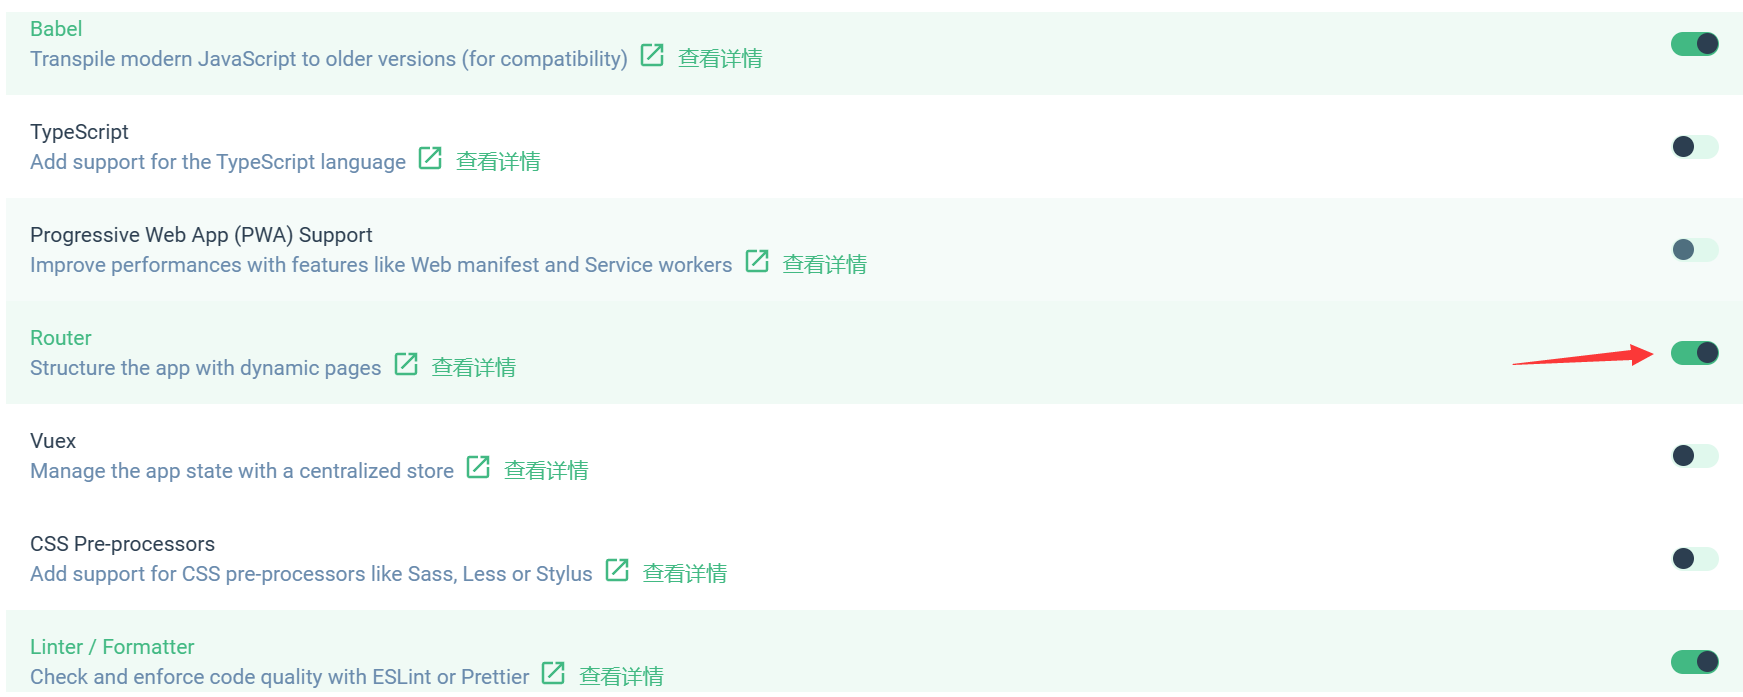 Babel
Transpile modern JavaScript to older versions (for compatibility) 查看详情
TypeScript
Add support for the TypeScript language 查看详情
Progressive Web App (PWA) Support
Improve performances with features like Web manifest and Service workers 查看详情
Router
Structure the app with dynamic pages 查看详情
Vuex
Manage the app state with a centralized store 查看详情
CSS Pre-processors
Add support for CSS pre-processors like Sass, Less or Stylus 查看详情
Linter / Formatter
Check and enforce code quality with ESLint or Prettier 查看详情